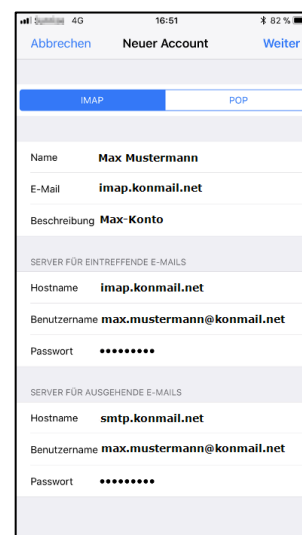 4G 16:51 82 %
Abbrechen Neuer Account Weiter
IMAP POP
Name Max Mustermann
E-Mail imap.konmail.net
Beschreibung Max-Konto
SERVER FÜR EINTREFFENDE E-MAILS
Hostname imap.konmail.net
Benutzername max.mustermann@konmail.net
Passwort •••••••••
SERVER FÜR AUSGEHENDE E-MAILS
Hostname smtp.konmail.net
Benutzername max.mustermann@konmail.net
Passwort •••••••••